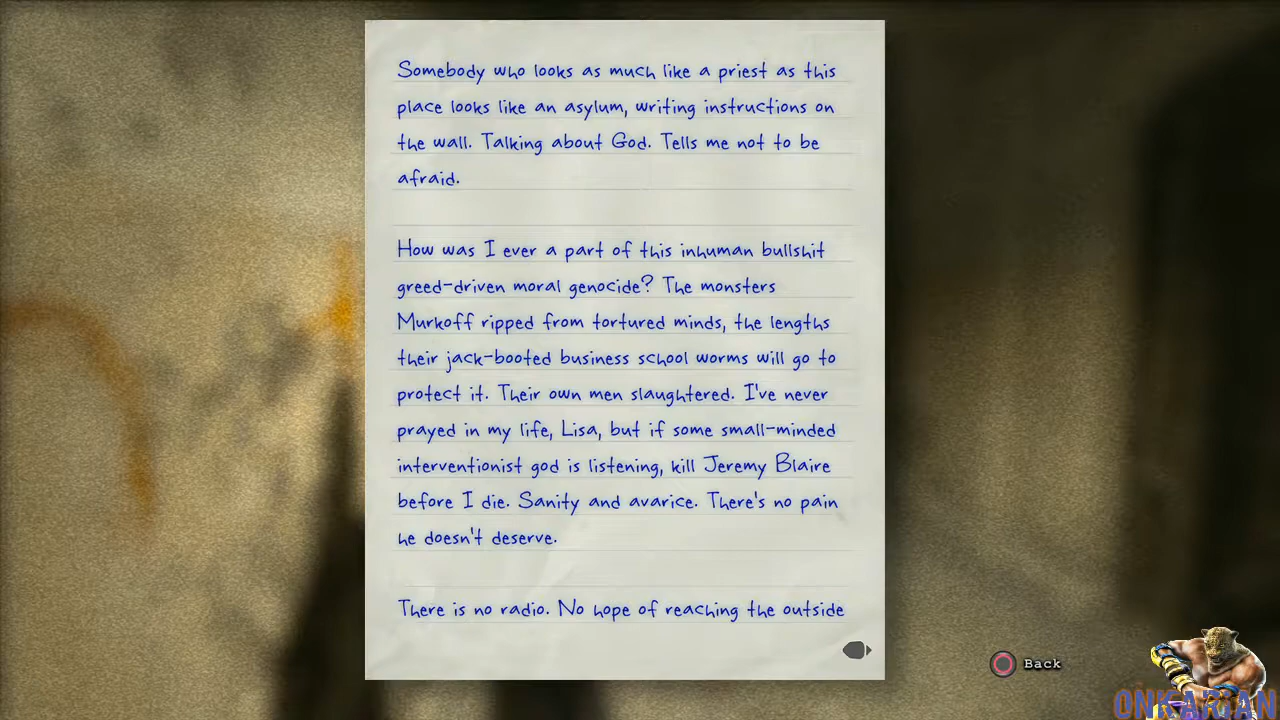 Somebody who looks as much like a priest as this
place looks like an asylum, writing instructions on
the wall. Talking about God. Tells me not to be
afraid.
How was I ever a part of this inhuman bullshit
greed-driven moral genocide? The monsters
Murkoff ripped from tortured minds, the lengths
their jack-booted business school worms will go to
protect it. Their own men slaughtered. I've never
prayed in my life, Lisa, but if some small-minded
interventionist god is listening, kill Jeremy Blaire
before I die. Sanity and avarice. There's no pain
he doesn't deserve.
There is no radio. No hope of reaching the outside
Back
ONKARIAN